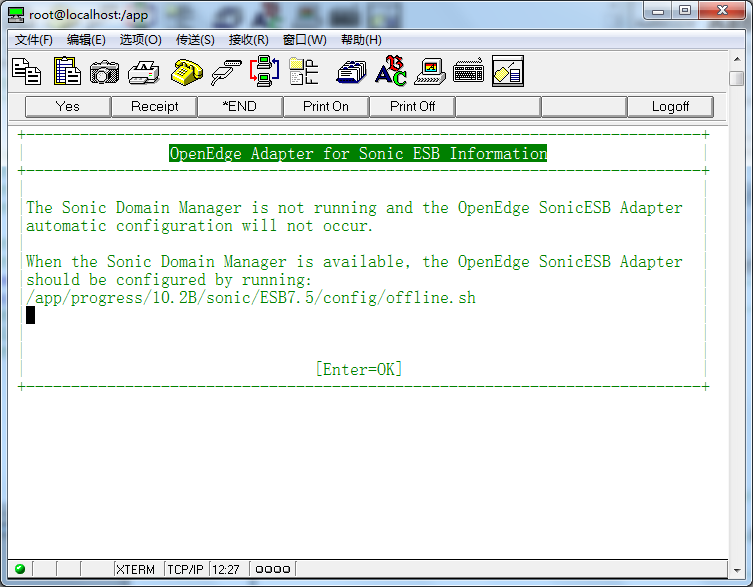 root@localhost:/app
文件(F) 编辑(E) 选项(O) 传送(S) 接收(R) 窗口(W) 帮助(H)
Yes Receipt *END Print On Print Off Logoff
OpenEdge Adapter for Sonic ESB Information
The Sonic Domain Manager is not running and the OpenEdge SonicESB Adapter
automatic configuration will not occur.
When the Sonic Domain Manager is available, the OpenEdge SonicESB Adapter
should be configured by running:
/app/progress/10.2B/sonic/ESB7.5/config/offline.sh
[Enter=OK]
XTERM TCP/IP 12:27